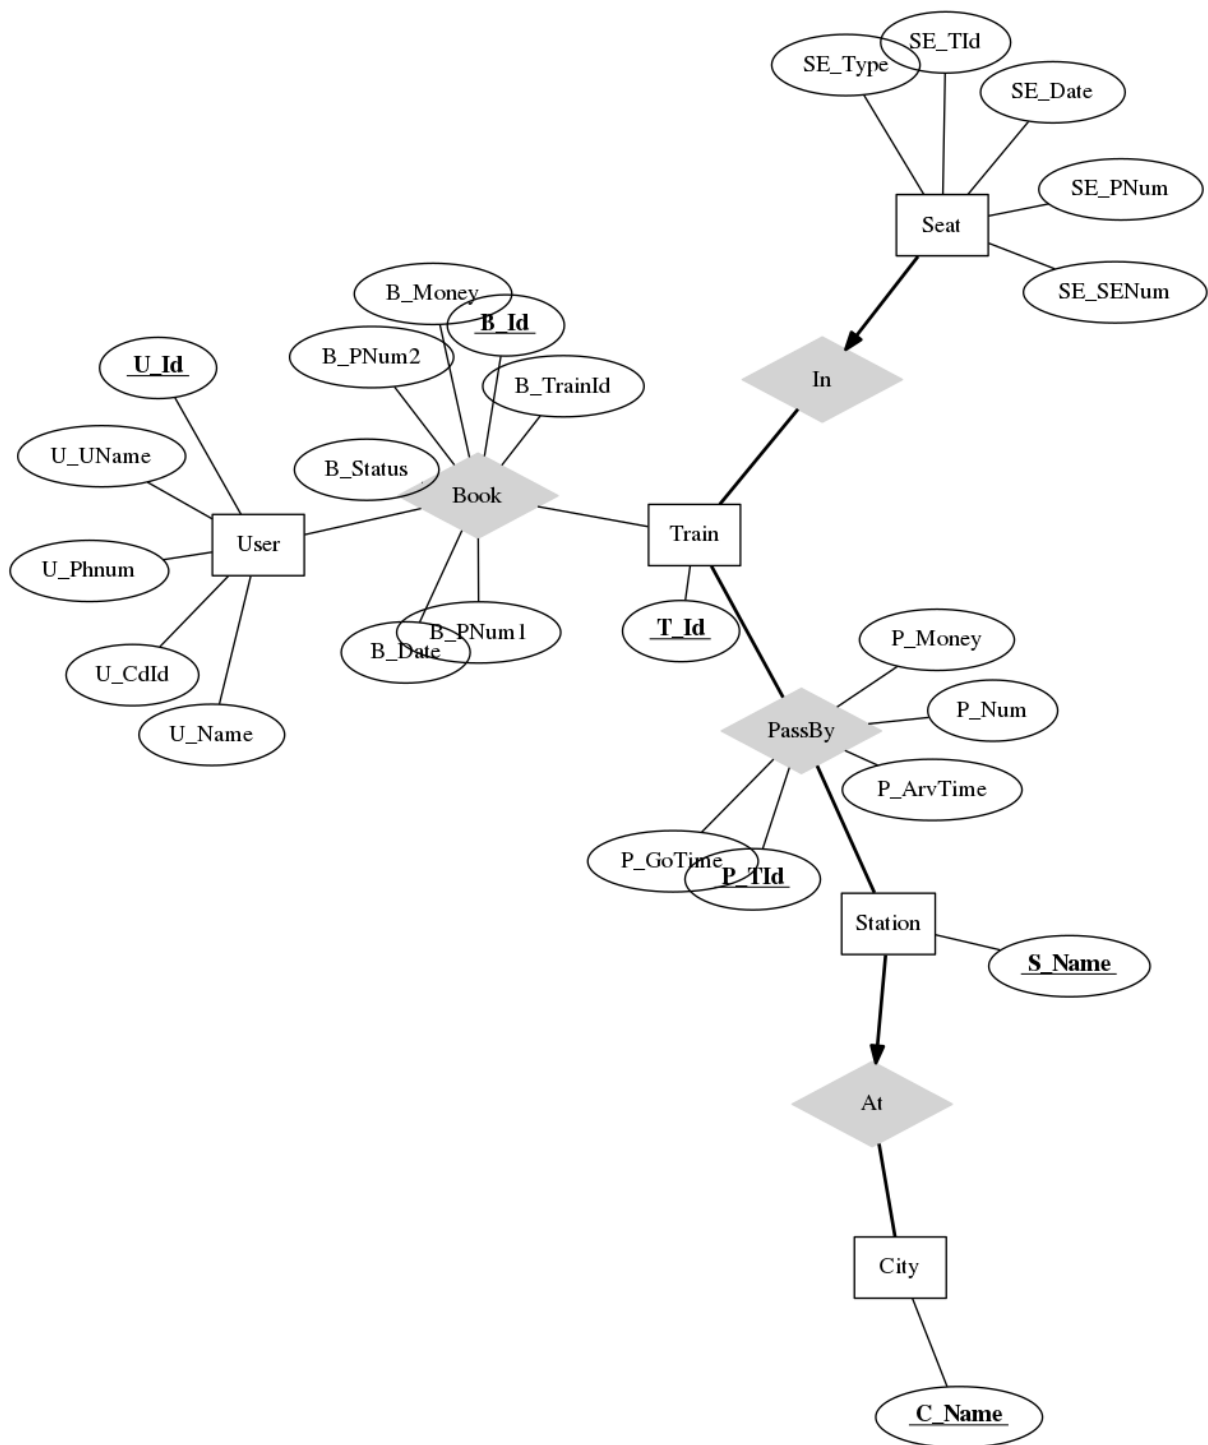 SE_TId
SE_Type
SE_Date
SE_PNum
Seat
SE_SENum
B_Money
B_Id
B_PNum2
U_Id
In
B_TrainId
U_UName
B_Status
Book
Train
User
U_Phnum
T_Id
B_PNum1
P_Money
B_Date
U_CdId
P_Num
PassBy
U_Name
P_ArvTime
P_GoTime
P_TId
Station
S_Name
At
City
C_Name